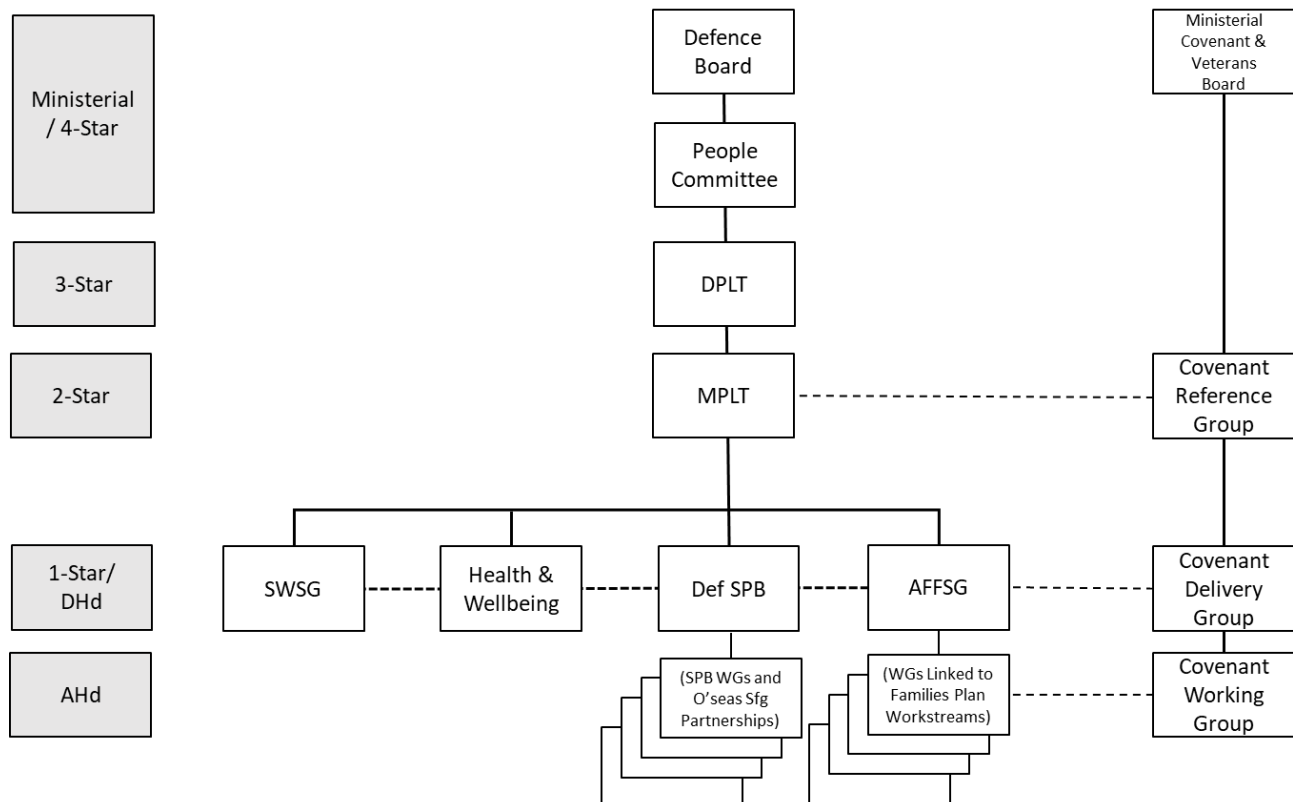 Ministerial
/ 4-Star
Defence
Board
Ministerial
Covenant &
Veterans
Board
People
Committee
3-Star
DPLT
2-Star
MPLT
Covenant
Reference
Group
1-Star/
DHd
SWSG
Health &
Wellbeing
Def SPB
AFFSG
Covenant
Delivery
Group
AHd
(SPB WGs and
O'seas Sfg
Partnerships)
(WGs Linked to
Families Plan
Workstreams)
Covenant
Working
Group